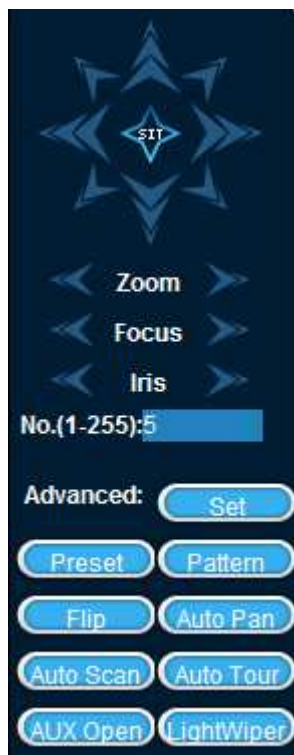 SIT
Zoom
Focus
Iris
No.(1-255):5
Advanced: Set
Preset Pattern
Flip Auto Pan
Auto Scan Auto Tour
AUX Open LightWiper